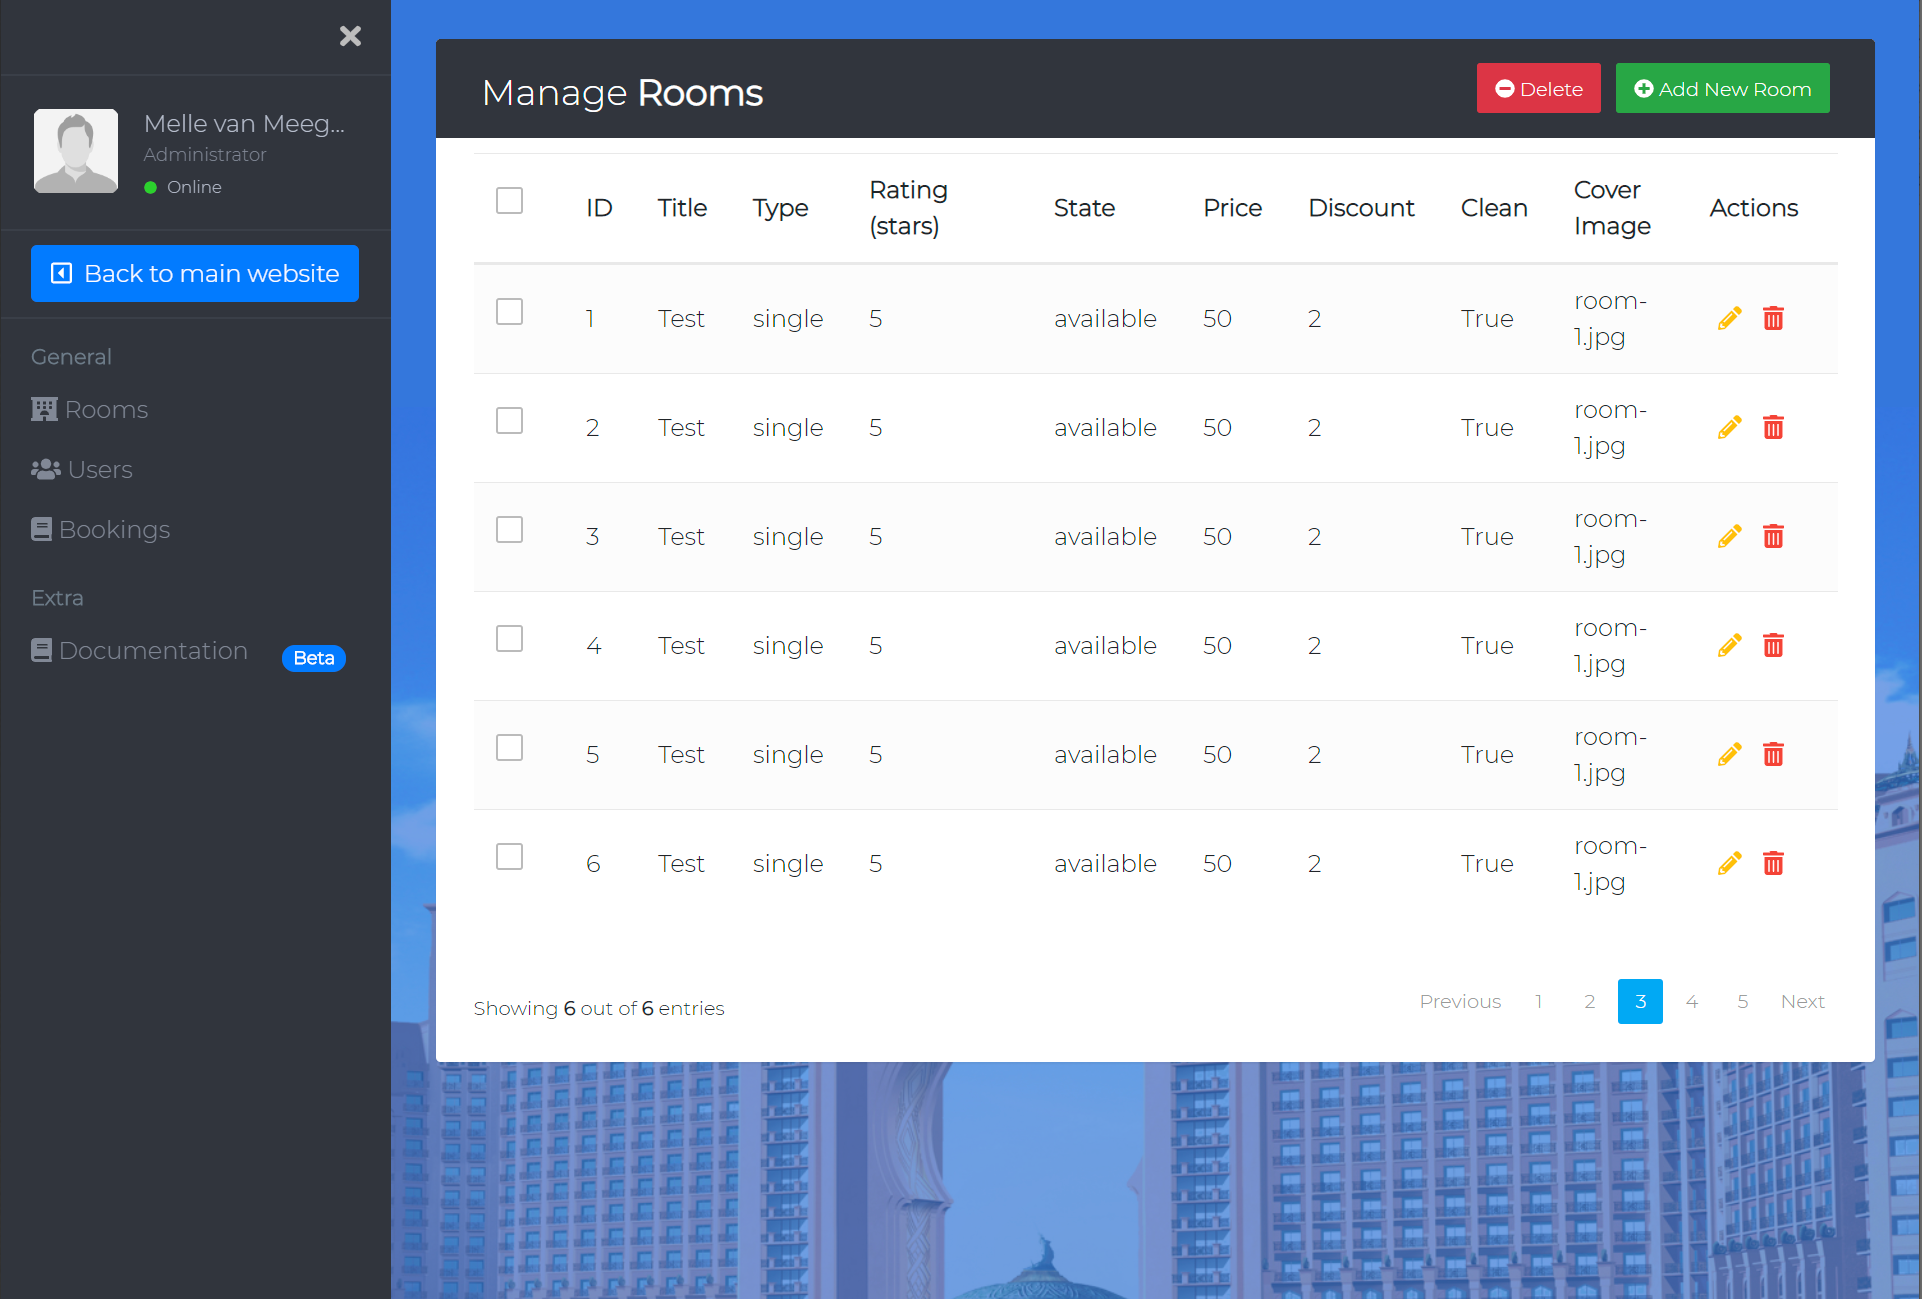 Melle van Meeg...
Administrator
Online
Back to main website
General
Rooms
Users
Bookings
Extra
Documentation Beta
Manage Rooms
Delete
Add New Room
ID Title Type Rating (stars) State Price Discount Clean Cover Image Actions
1 Test single 5 available 50 2 True room-1.jpg
2 Test single 5 available 50 2 True room-1.jpg
3 Test single 5 available 50 2 True room-1.jpg
4 Test single 5 available 50 2 True room-1.jpg
5 Test single 5 available 50 2 True room-1.jpg
6 Test single 5 available 50 2 True room-1.jpg
Showing 6 out of 6 entries
Previous 1 2 3 4 5 Next